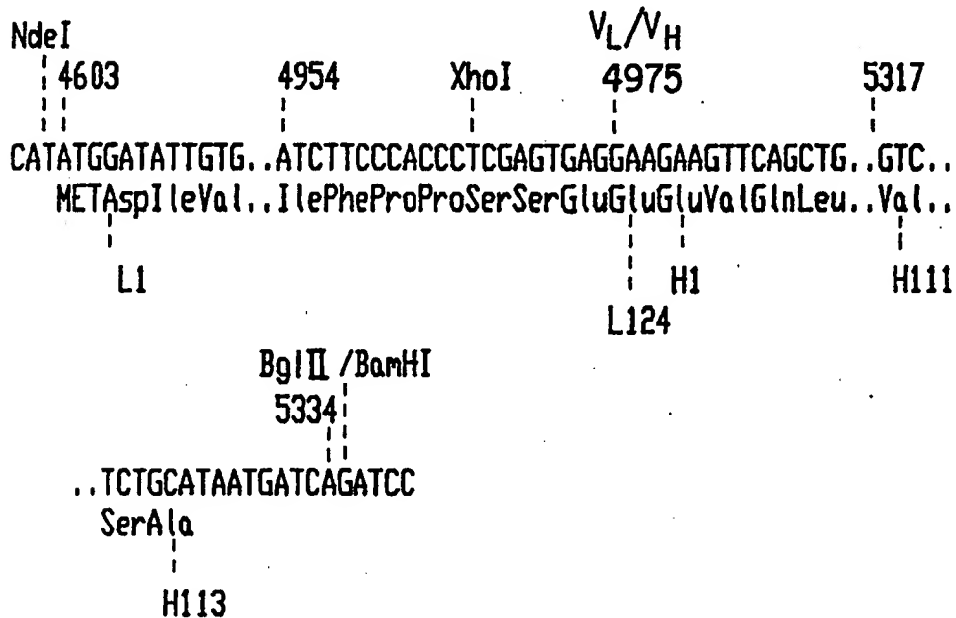 NdeI V_L/V_H
4603 4954 XhoI 4975 5317
CATATGGATATTGTG..ATCTTCCCACCCTCGAGTGAGGAAGAAGTTCAGCTG..GTC..
METAspIleVal..IlePheProProSerSerGluGluGluValGlnLeu..Val..
L1 H1 H111
L124
BglII /BamHI
5334
..TCTGCATAATGATCAGATCC
SerAla
H113